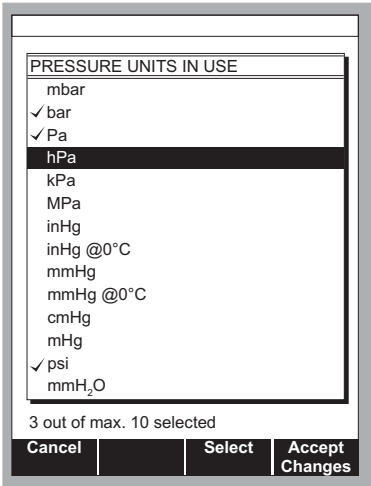 PRESSURE UNITS IN USE
mbar
✓ bar
✓ Pa
hPa
kPa
MPa
inHg
inHg @0°C
mmHg
mmHg @0°C
cmHg
mHg
✓ psi
mmH₂O
3 out of max. 10 selected
Cancel Select Accept
Changes